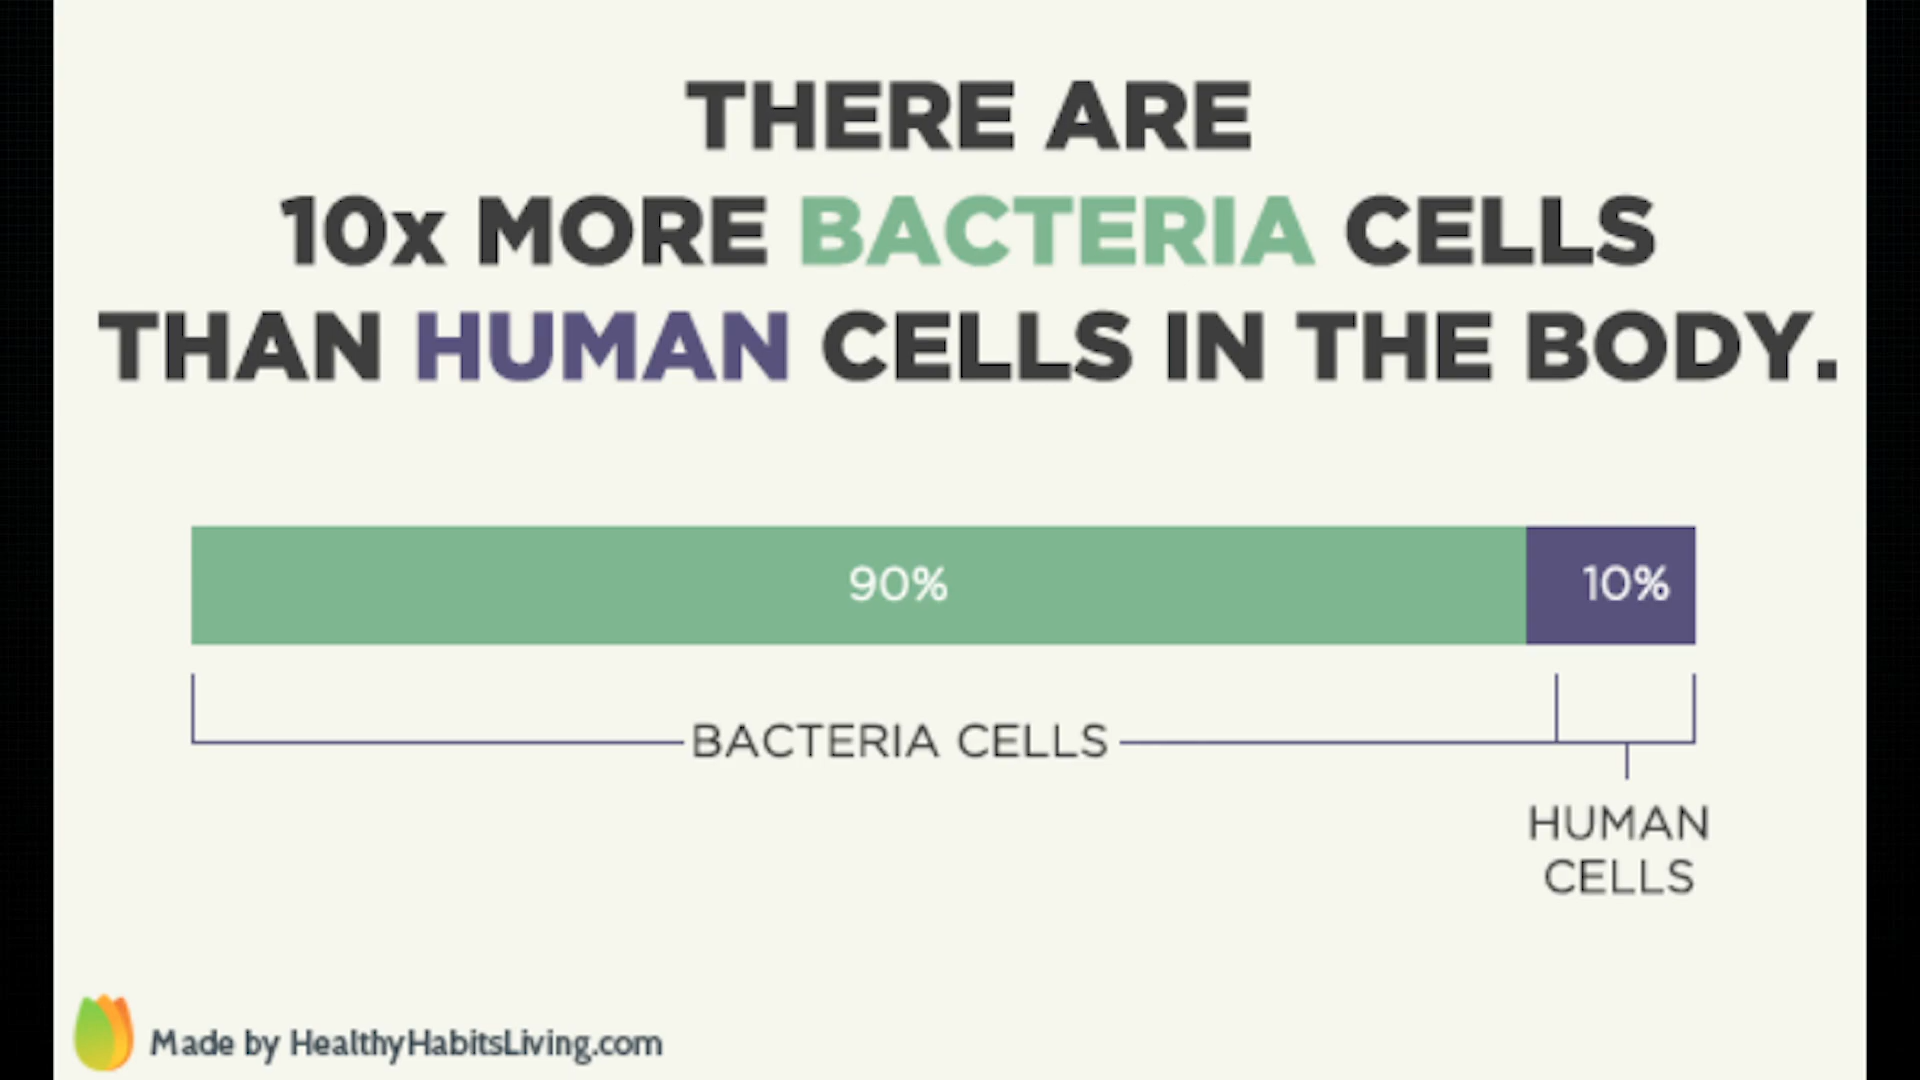 THERE ARE
10x MORE BACTERIA CELLS
THAN HUMAN CELLS IN THE BODY.
90%
10%
BACTERIA CELLS
HUMAN
CELLS
Made by HealthyHabitsLiving.com